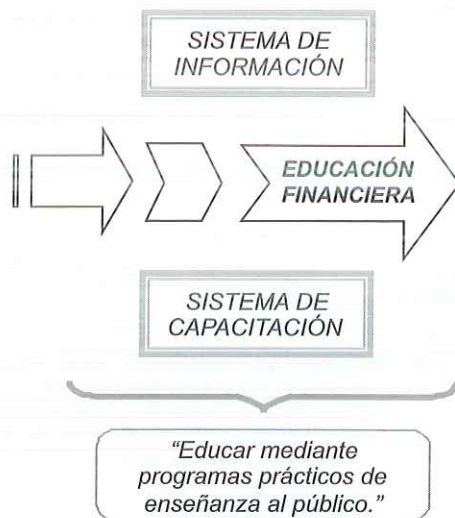 SISTEMA DE
INFORMACIÓN
EDUCACIÓN
FINANCIERA
SISTEMA DE
CAPACITACIÓN
“Educar mediante
programas prácticos de
enseñanza al público.”